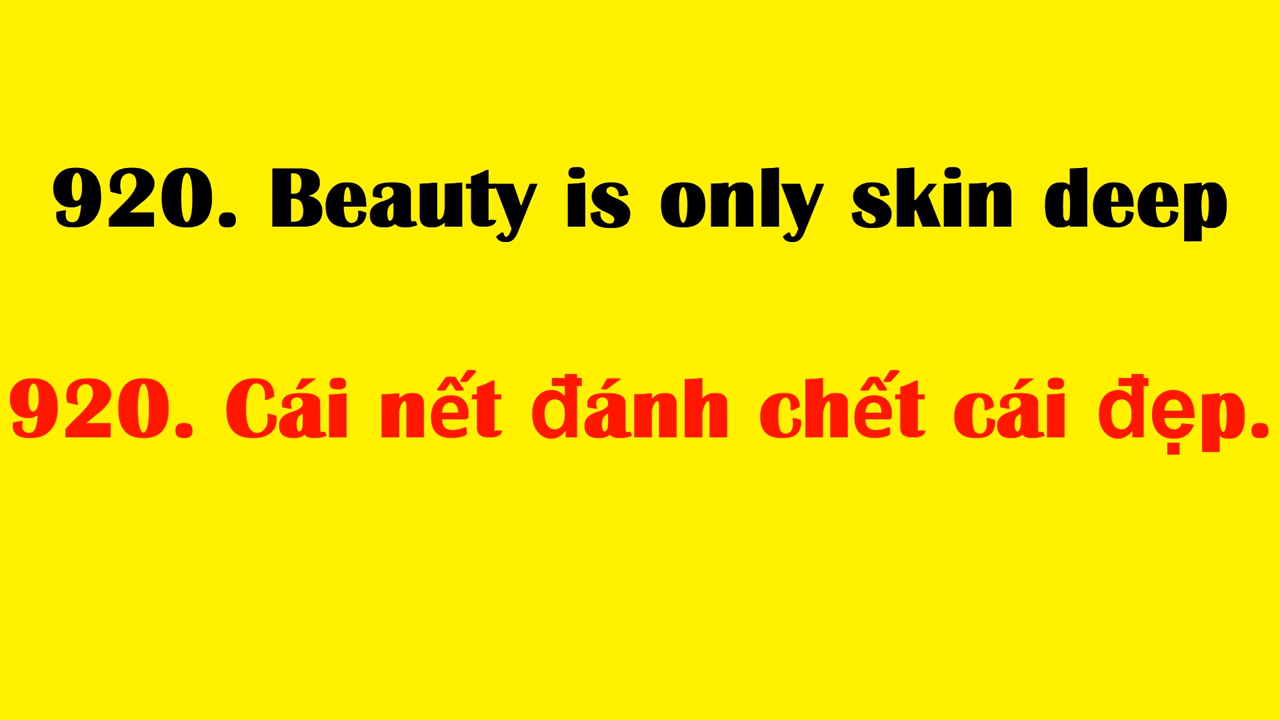 920. Beauty is only skin deep
920. Cái nết đánh chết cái đẹp.